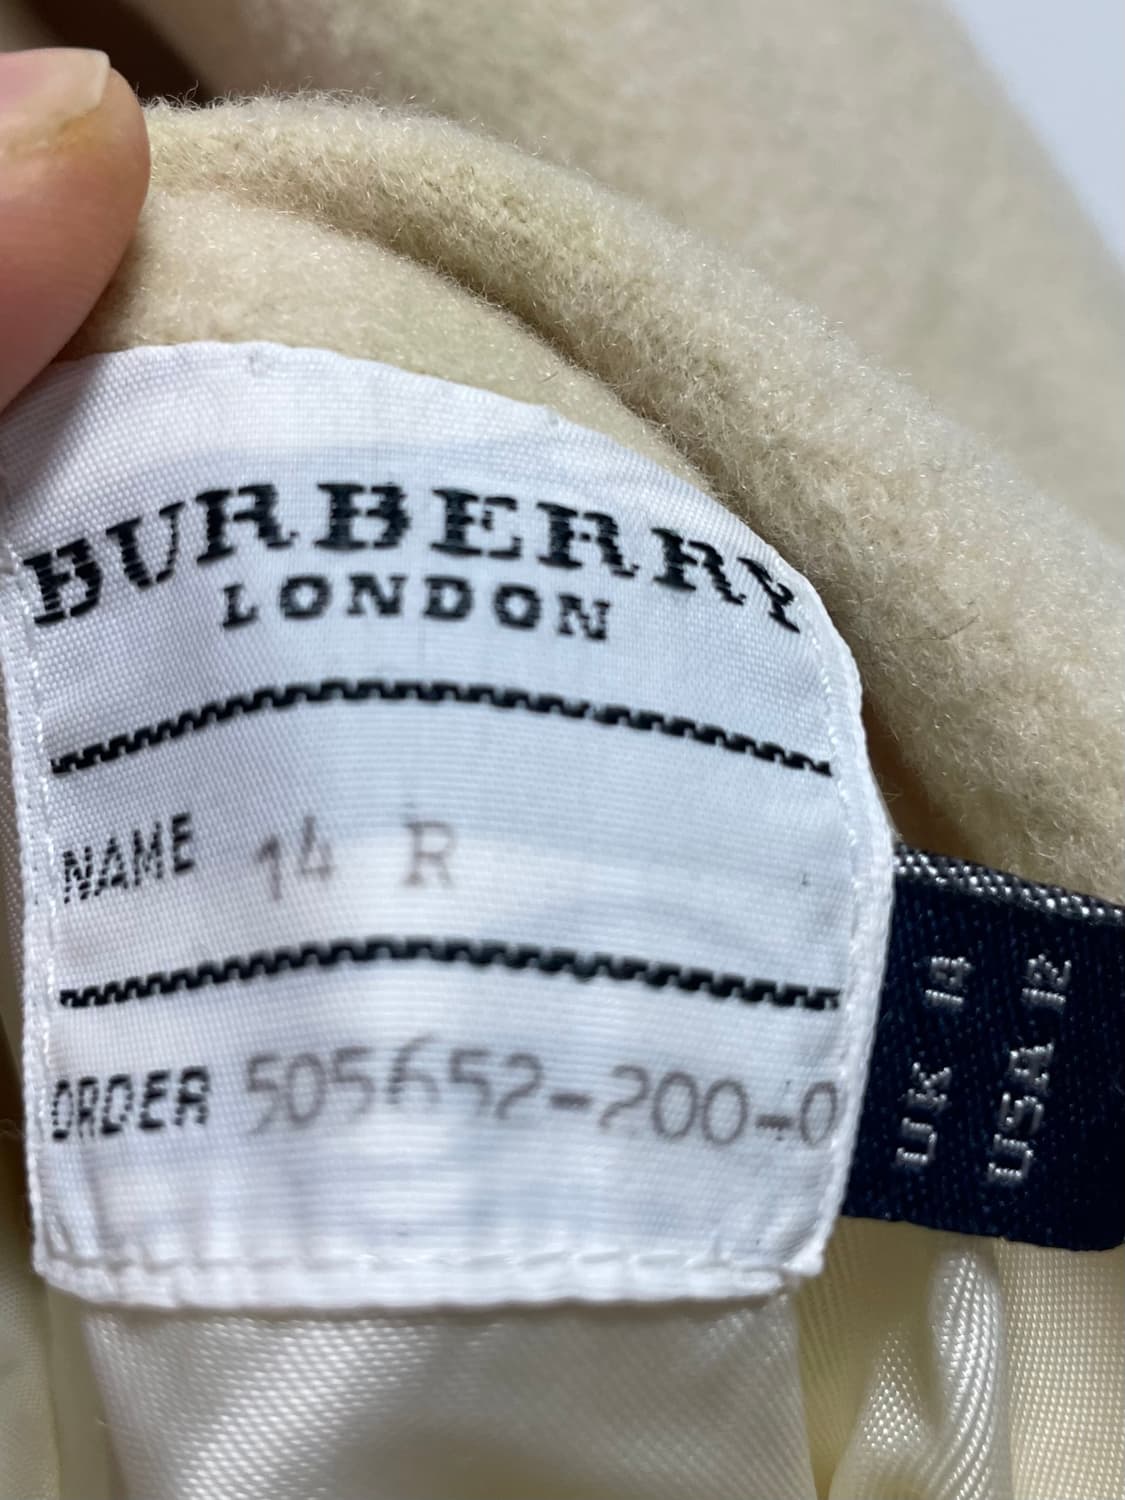 BURBERRY
LONDON
NAME 14 R
ORDER 505652-200-0
UK 14
USA 12